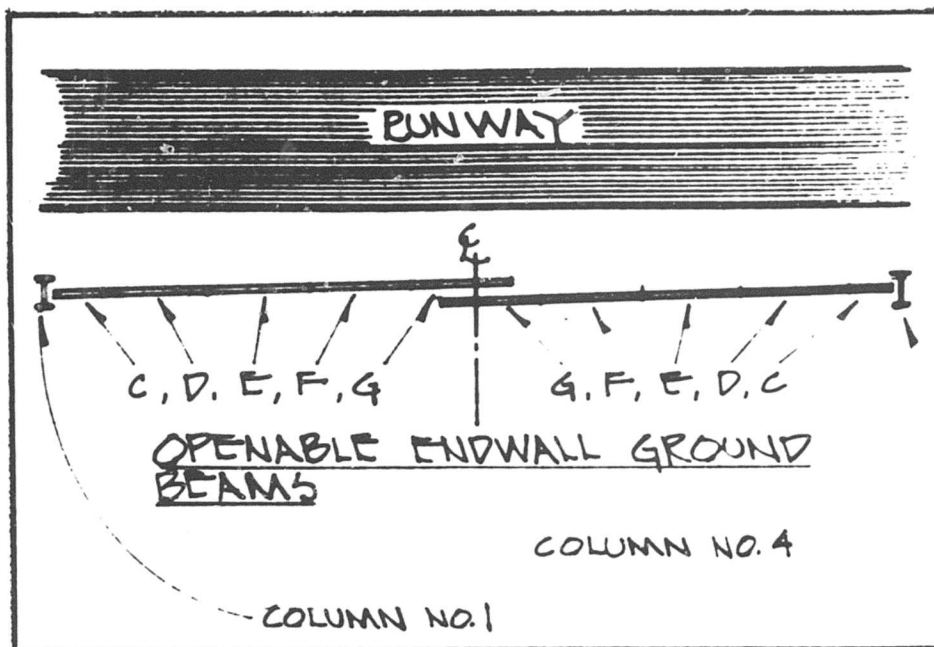 RUNWAY
℄
C, D, E, F, G
G, F, E, D, C
OPENABLE ENDWALL GROUND
BEAMS
COLUMN NO. 4
COLUMN NO. 1